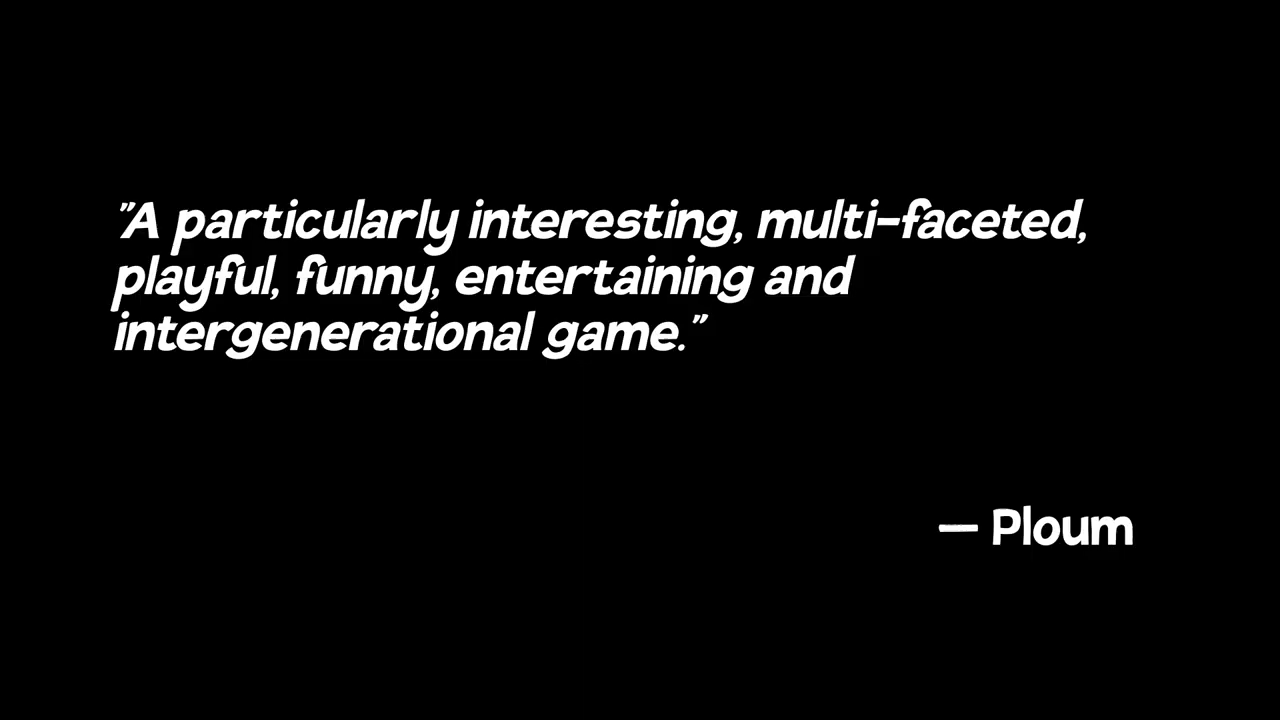 "A particularly interesting, multi-faceted,
playful, funny, entertaining and
intergenerational game."
— Ploum